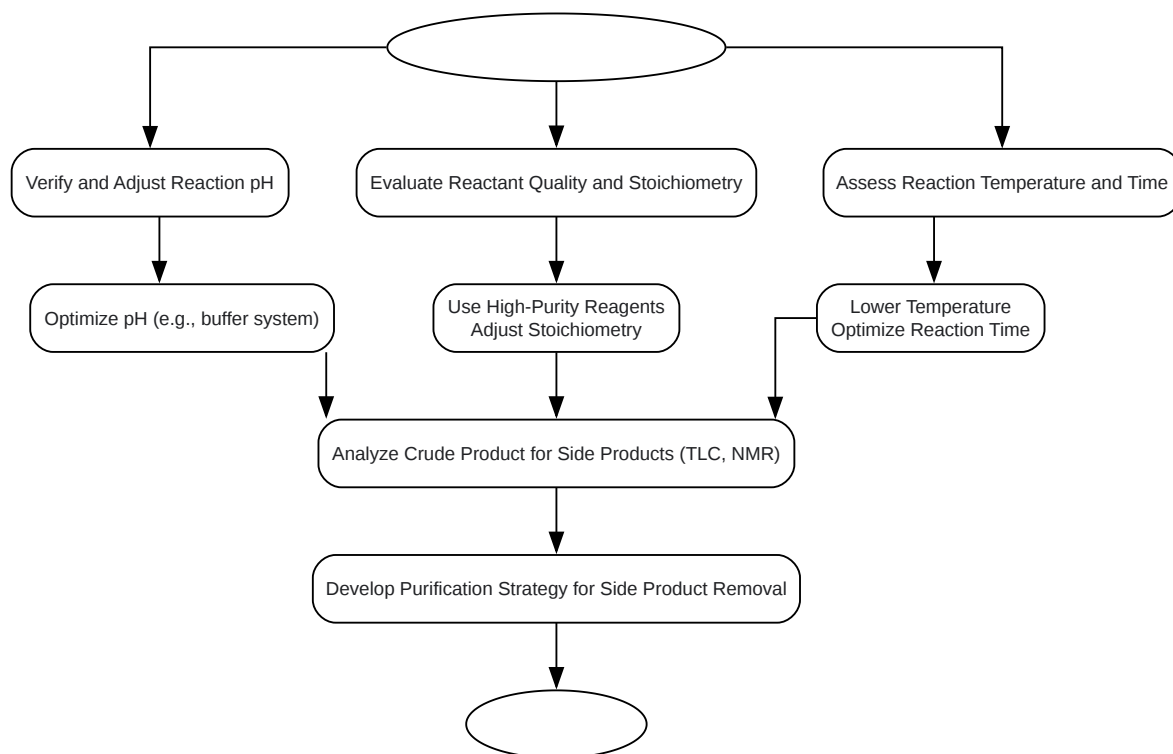 Verify and Adjust Reaction pH
Evaluate Reactant Quality and Stoichiometry
Assess Reaction Temperature and Time
Optimize pH (e.g., buffer system)
Use High-Purity Reagents
Adjust Stoichiometry
Lower Temperature
Optimize Reaction Time
Analyze Crude Product for Side Products (TLC, NMR)
Develop Purification Strategy for Side Product Removal